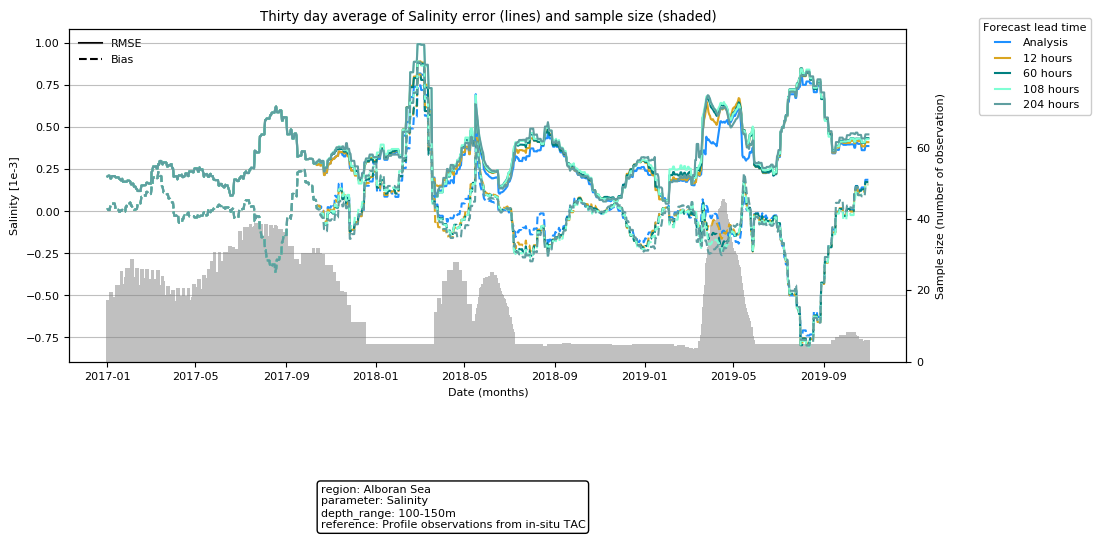 Thirty day average of Salinity error (lines) and sample size (shaded)
RMSE
Bias
Forecast lead time
Analysis
12 hours
60 hours
108 hours
204 hours
Salinity [1e-3]
1.00
0.75
0.50
0.25
0.00
−0.25
−0.50
−0.75
Sample size (number of observation)
60
40
20
0
2017-01 2017-05 2017-09 2018-01 2018-05 2018-09 2019-01 2019-05 2019-09
Date (months)
region: Alboran Sea
parameter: Salinity
depth_range: 100-150m
reference: Profile observations from in-situ TAC